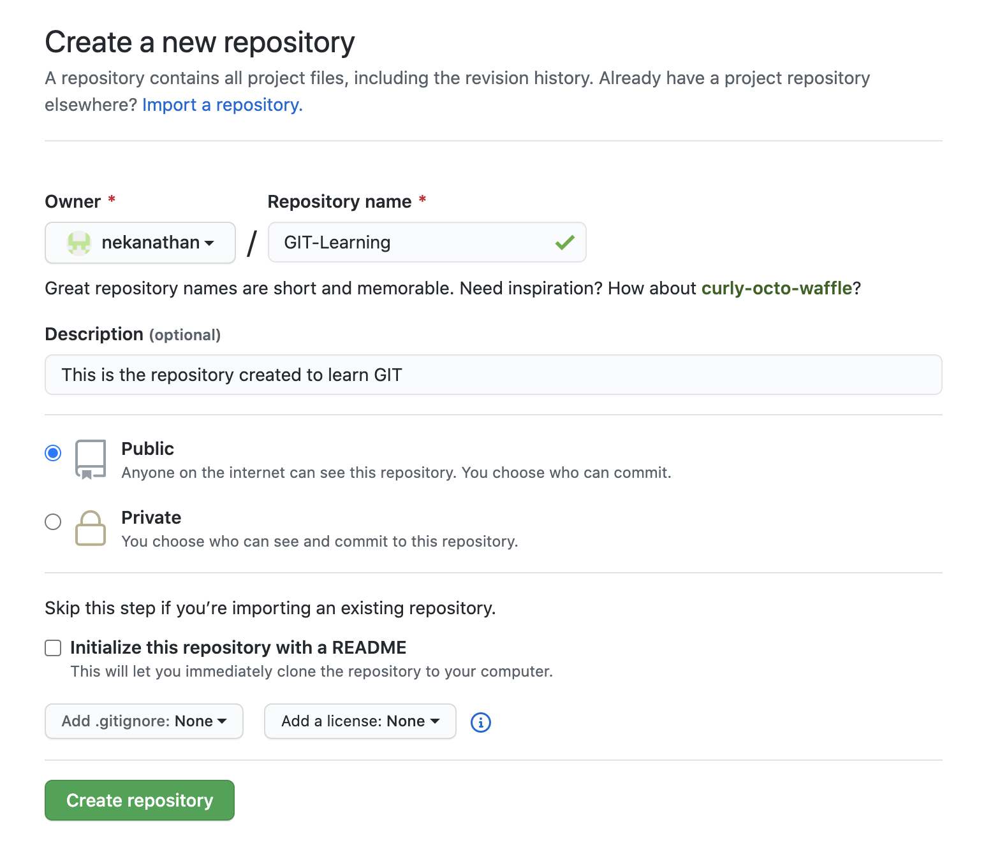 Create a new repository
A repository contains all project files, including the revision history. Already have a project repository
elsewhere? Import a repository.
Owner * Repository name *
nekanathan / GIT-Learning
Great repository names are short and memorable. Need inspiration? How about curly-octo-waffle?
Description (optional)
This is the repository created to learn GIT
Public
Anyone on the internet can see this repository. You choose who can commit.
Private
You choose who can see and commit to this repository.
Skip this step if you’re importing an existing repository.
Initialize this repository with a README
This will let you immediately clone the repository to your computer.
Add .gitignore: None Add a license: None
Create repository